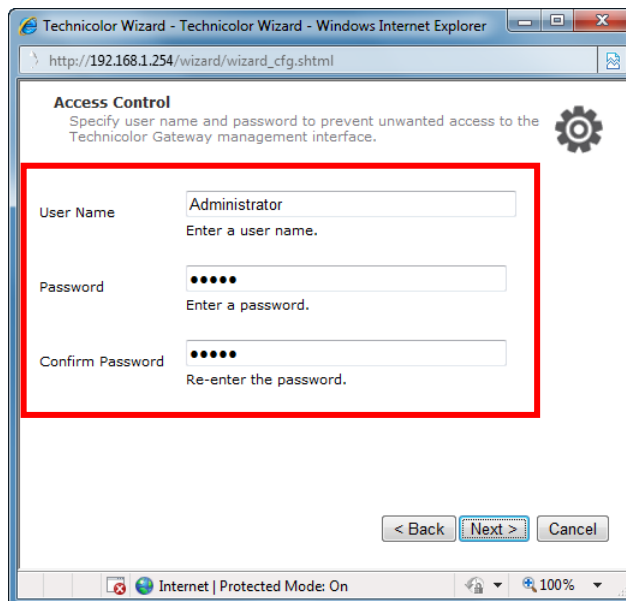 Technicolor Wizard - Technicolor Wizard - Windows Internet Explorer
http://192.168.1.254/wizard/wizard_cfg.shtml
Access Control
Specify user name and password to prevent unwanted access to the
Technicolor Gateway management interface.
User Name
Administrator
Enter a user name.
Password
•••••
Enter a password.
Confirm Password
•••••
Re-enter the password.
< Back
Next >
Cancel
Internet | Protected Mode: On
100%